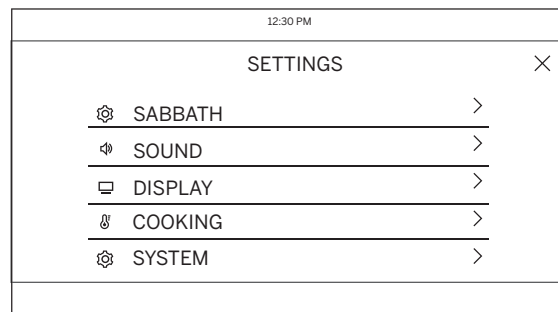 12:30 PM
SETTINGS
SABBATH
SOUND
DISPLAY
COOKING
SYSTEM